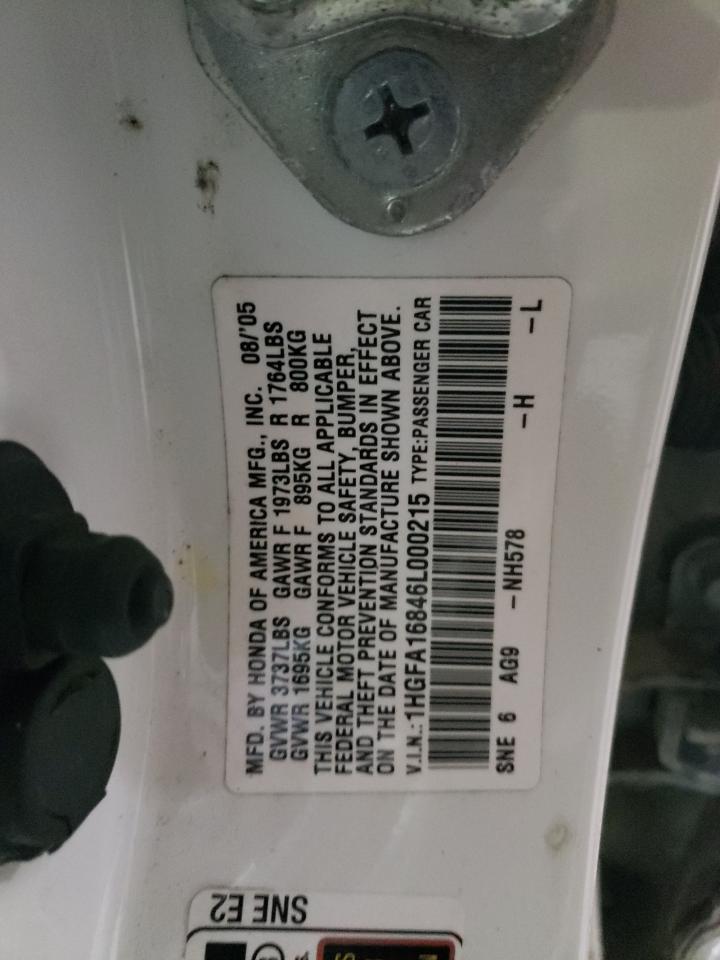 MFD. BY HONDA OF AMERICA MFG., INC. 08/'05
GVWR 3737LBS GAWR F 1973LBS R 1764LBS
GVWR 1695KG GAWR F 895KG R 800KG
THIS VEHICLE CONFORMS TO ALL APPLICABLE
FEDERAL MOTOR VEHICLE SAFETY, BUMPER,
AND THEFT PREVENTION STANDARDS IN EFFECT
ON THE DATE OF MANUFACTURE SHOWN ABOVE.
V.I.N.:1HGFA16846L000215 TYPE:PASSENGER CAR
SNE 6 AG9 -NH578 -H -L
SNE E2